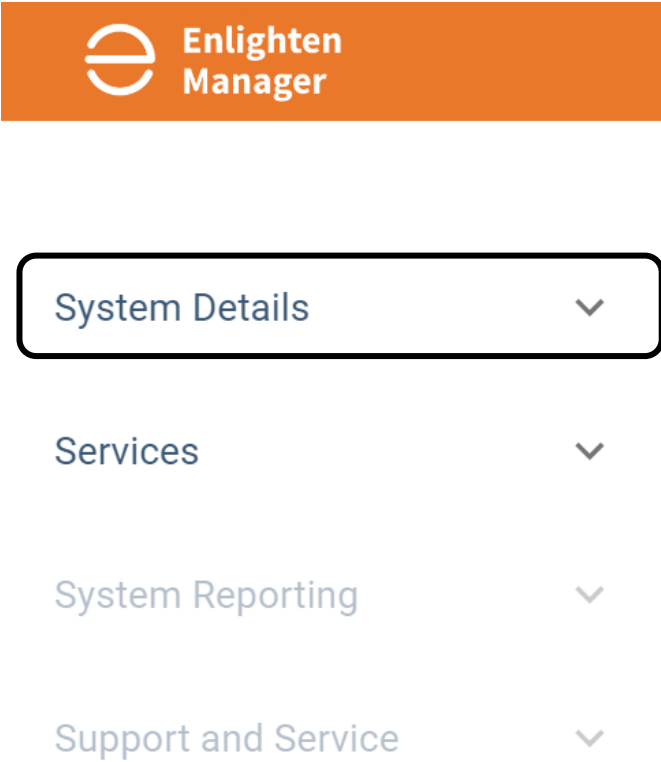 Enlighten
Manager
System Details
Services
System Reporting
Support and Service